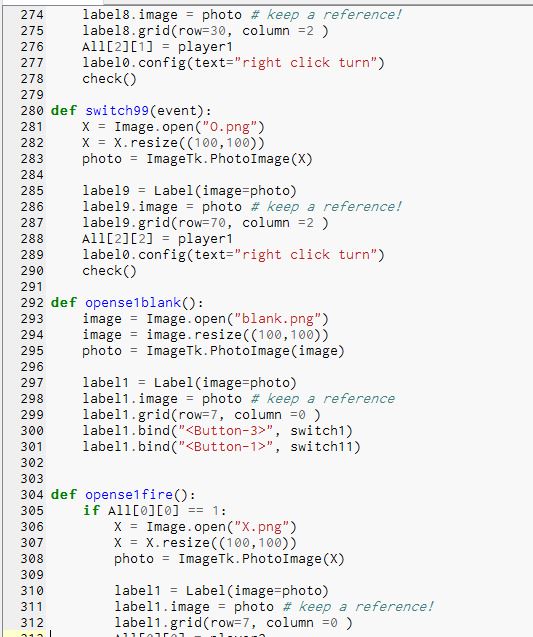 274 label8.image = photo # keep a reference!
275 label8.grid(row=30, column =2 )
276 All[2][1] = player1
277 label0.config(text="right click turn")
278 check()
279
280 def switch99(event):
281 X = Image.open("O.png")
282 X = X.resize((100,100))
283 photo = ImageTk.PhotoImage(X)
284
285 label9 = Label(image=photo)
286 label9.image = photo # keep a reference!
287 label9.grid(row=70, column =2 )
288 All[2][2] = player1
289 label0.config(text="right click turn")
290 check()
291
292 def opense1blank():
293 image = Image.open("blank.png")
294 image = image.resize((100,100))
295 photo = ImageTk.PhotoImage(image)
296
297 label1 = Label(image=photo)
298 label1.image = photo # keep a reference
299 label1.grid(row=7, column =0 )
300 label1.bind("<Button-3>", switch1)
301 label1.bind("<Button-1>", switch11)
302
303
304 def opense1fire():
305 if All[0][0] == 1:
306 X = Image.open("X.png")
307 X = X.resize((100,100))
308 photo = ImageTk.PhotoImage(X)
309
310 label1 = Label(image=photo)
311 label1.image = photo # keep a reference!
312 label1.grid(row=7, column =0 )